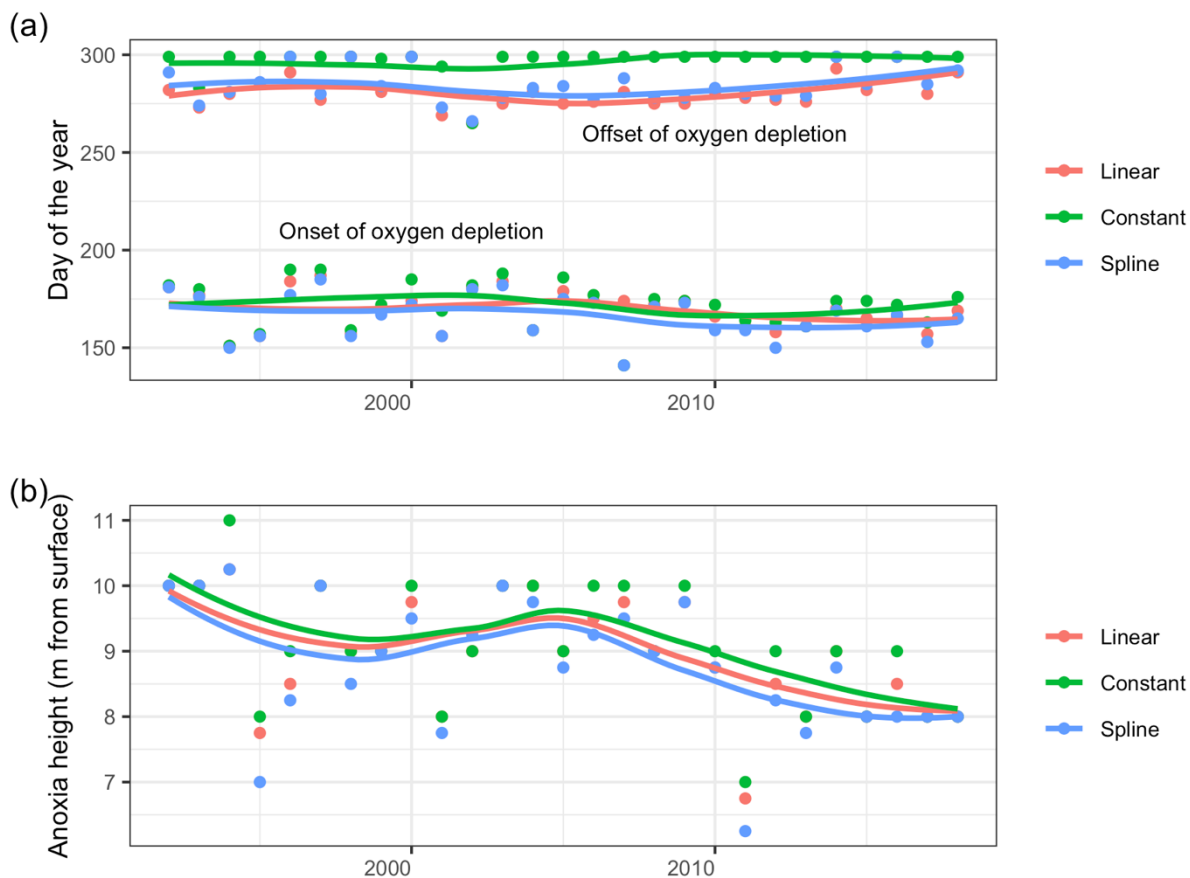 (a)
300
250
200
150
Day of the year
Offset of oxygen depletion
Onset of oxygen depletion
2000
2010
Linear
Constant
Spline
(b)
11
10
9
8
7
Anoxia height (m from surface)
2000
2010
Linear
Constant
Spline